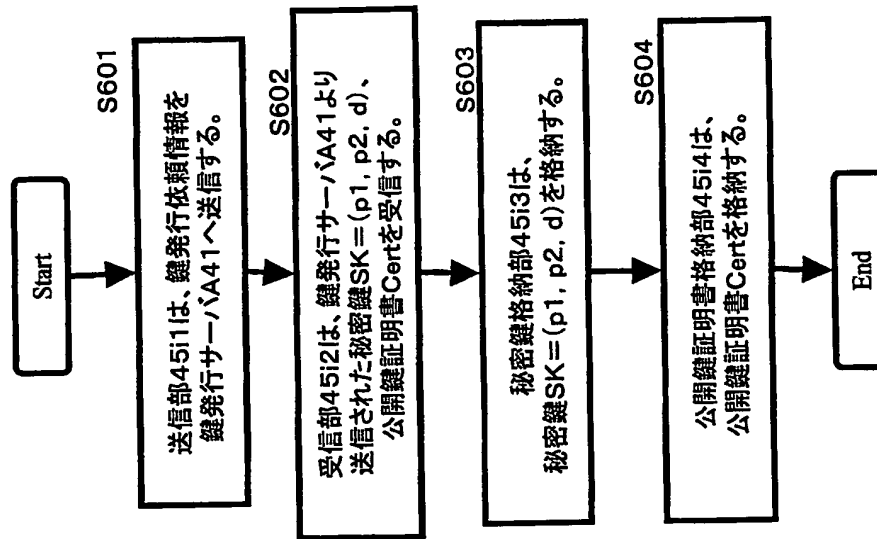 Start
S601
送信部45i1は、鍵発行依頼情報を
鍵発行サーバA41へ送信する。
S602
受信部45i2は、鍵発行サーバA41より
送信された秘密鍵SK=(p1, p2, d)、
公開鍵証明書Certを受信する。
S603
秘密鍵格納部45i3は、
秘密鍵SK=(p1, p2, d)を格納する。
S604
公開鍵証明書格納部45i4は、
公開鍵証明書Certを格納する。
End